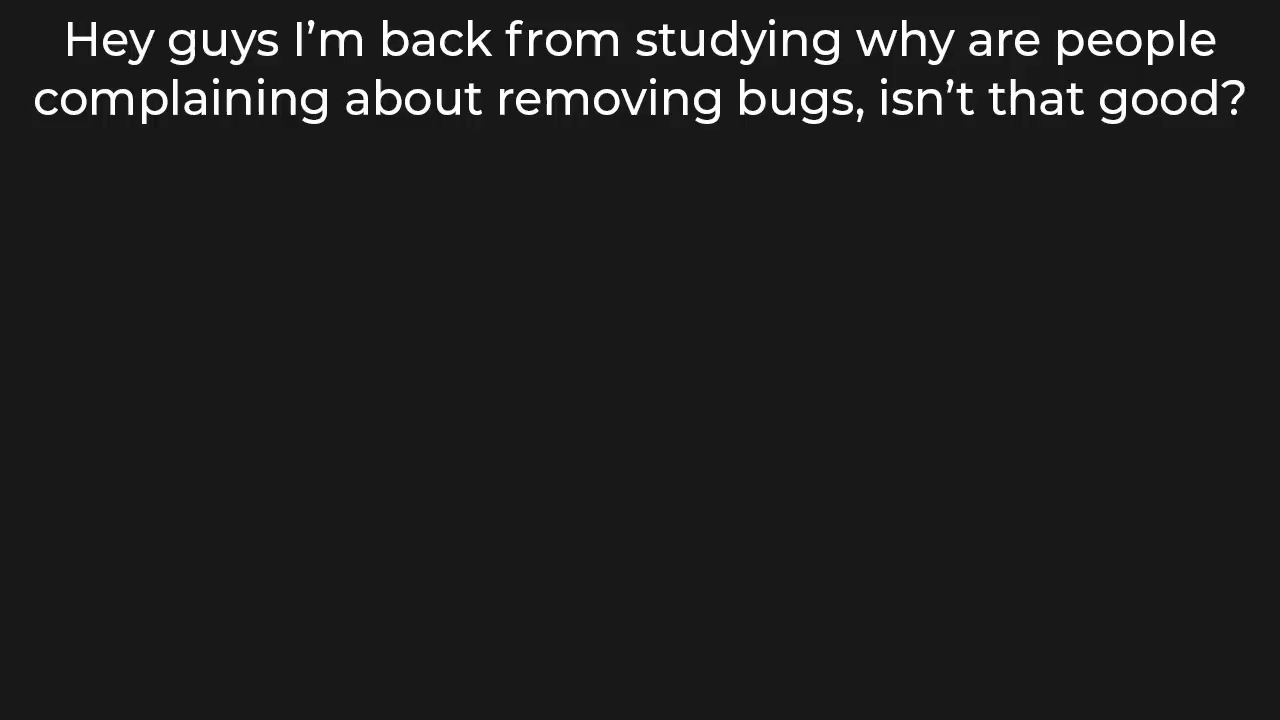 Hey guys I’m back from studying why are people
complaining about removing bugs, isn’t that good?